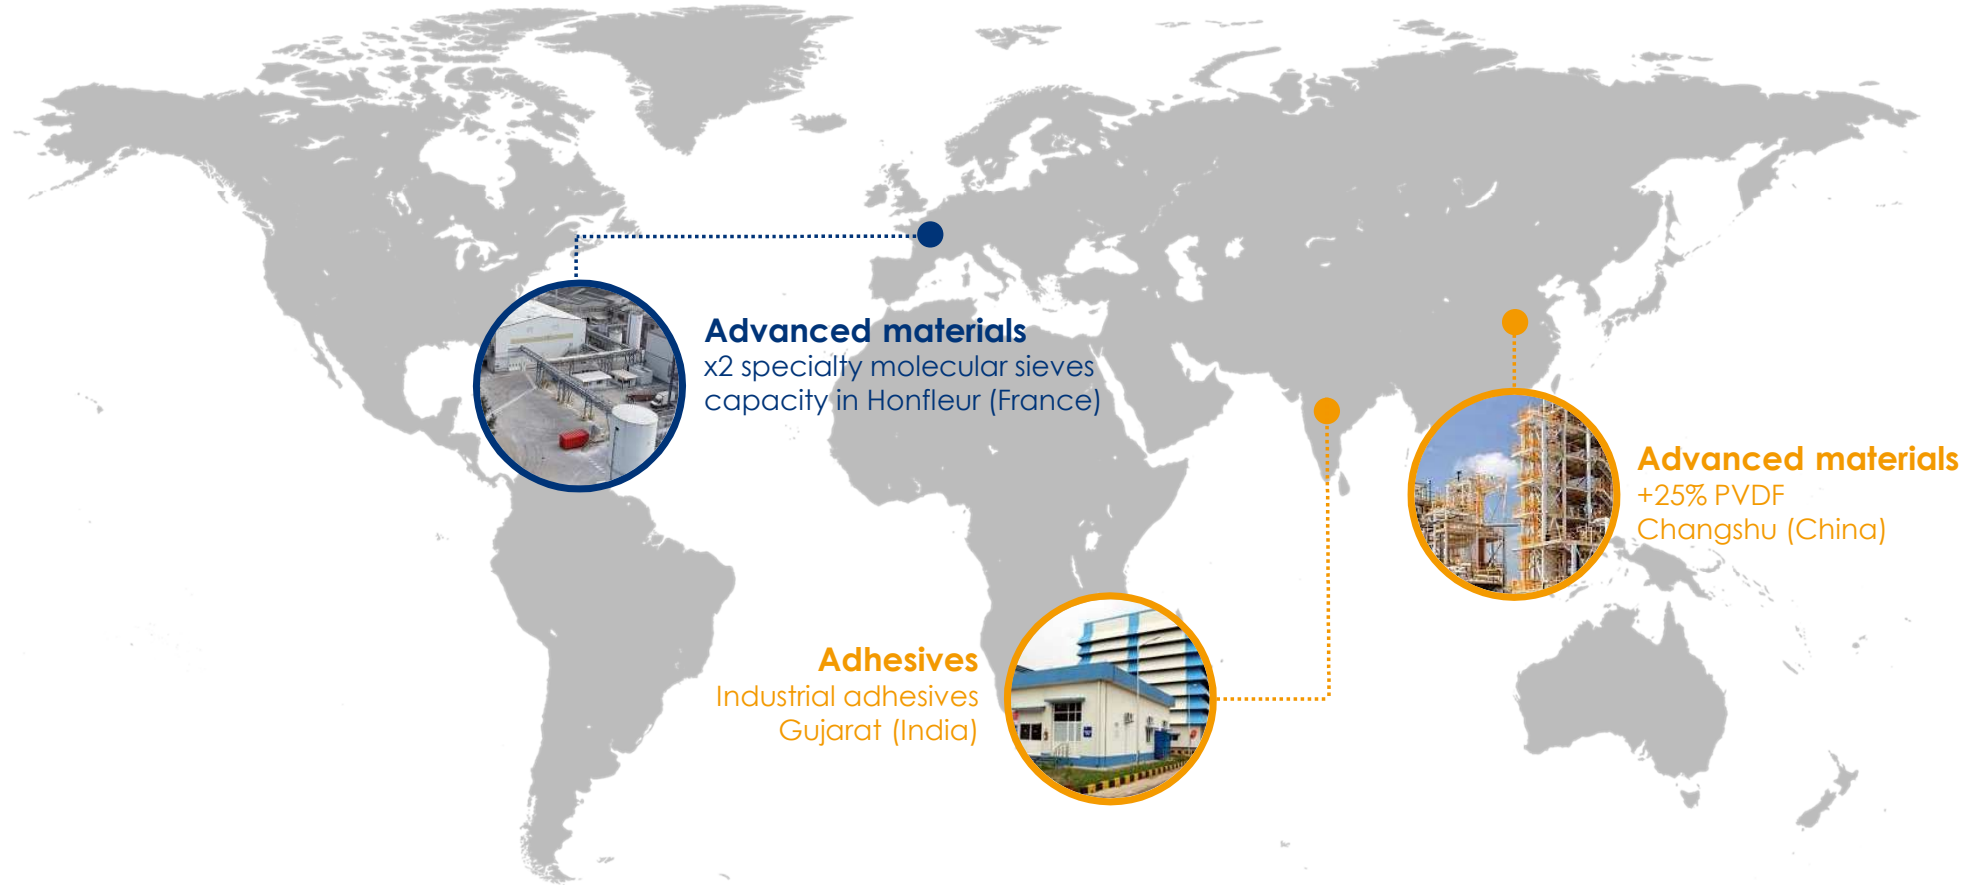 Advanced materials
x2 specialty molecular sieves
capacity in Honfleur (France)
Advanced materials
+25% PVDF
Changshu (China)
Adhesives
Industrial adhesives
Gujarat (India)